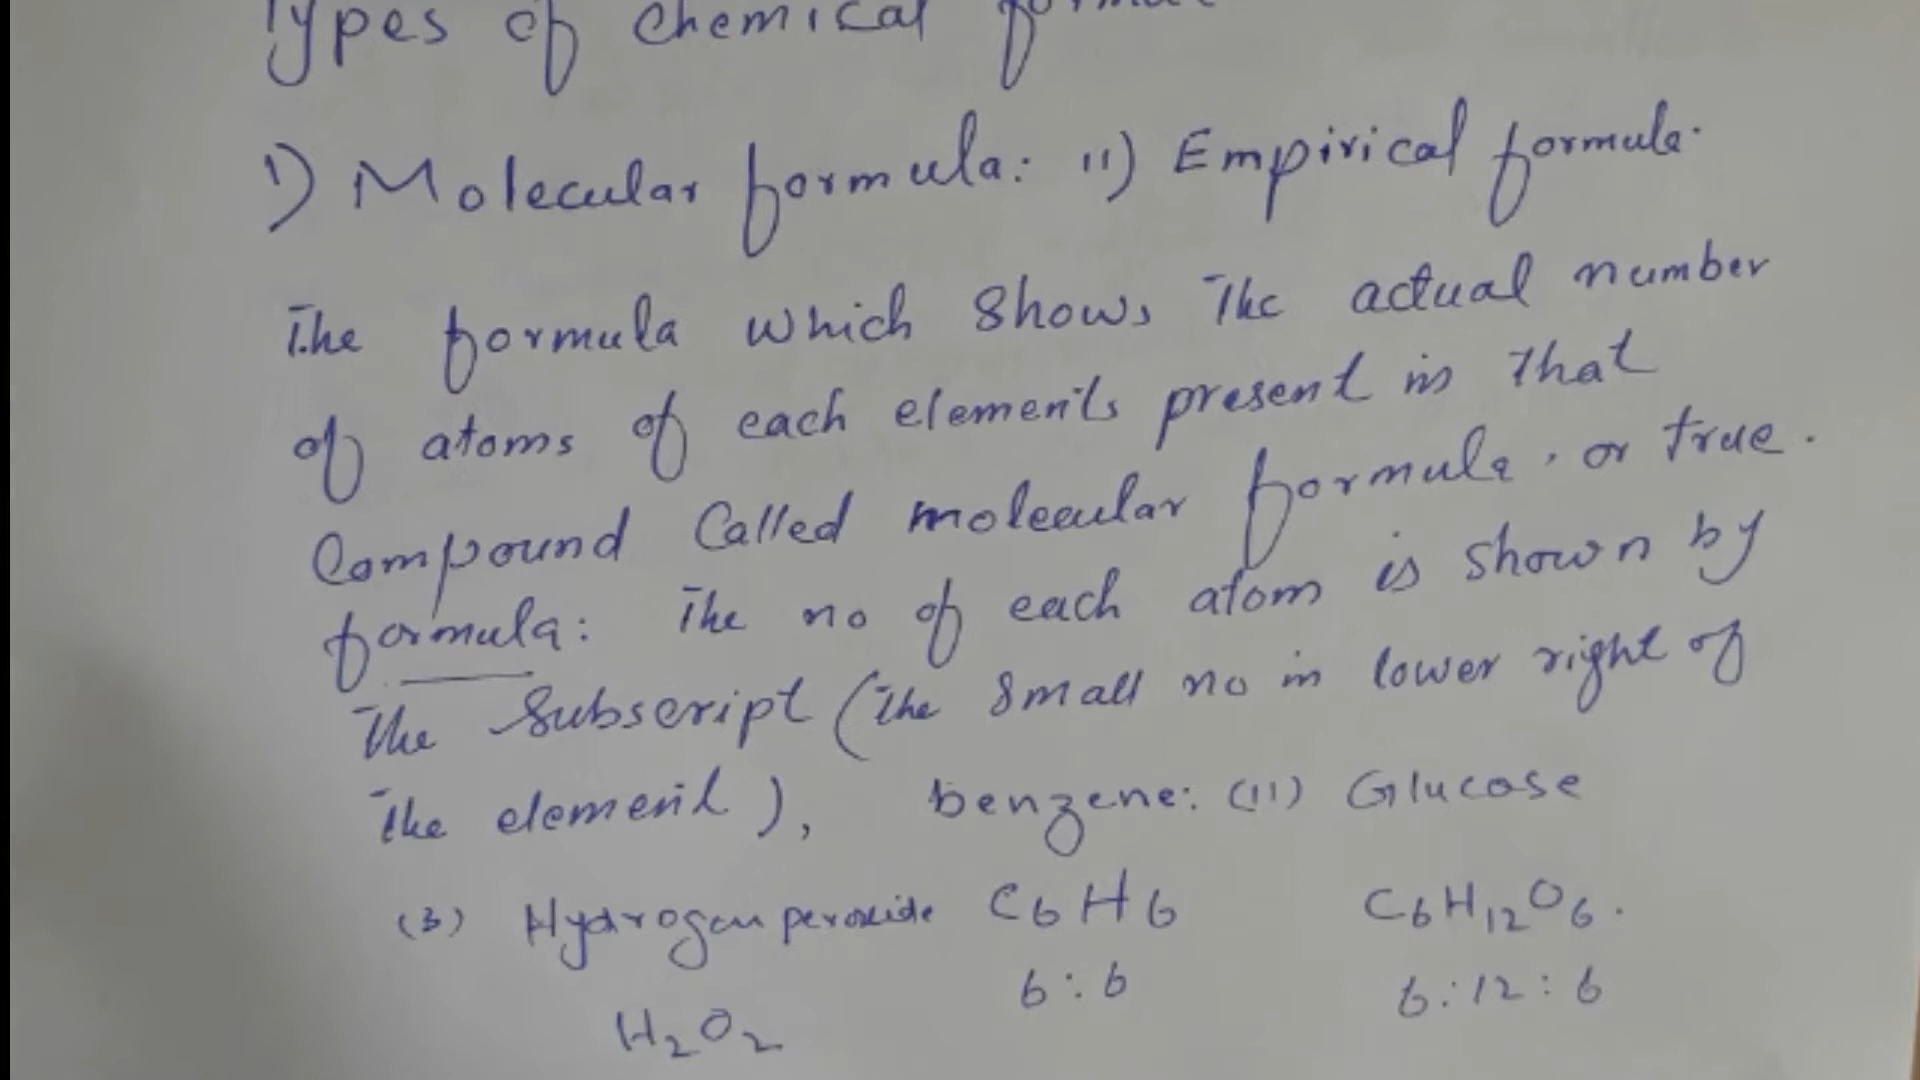 Types of chemical
1) Molecular formula: 11) Empirical formula.
The formula which shows The actual number
of atoms of each elements present in that
Compound Called molecular formula. or true.
formula: The no of each atom is shown by
The Subscript (The small no in lower right of
The element), benzene: (11) Glucose
(3) Hydrogen peroxide C6H6 C6H12O6.
6:6 6:12:6
H2O2